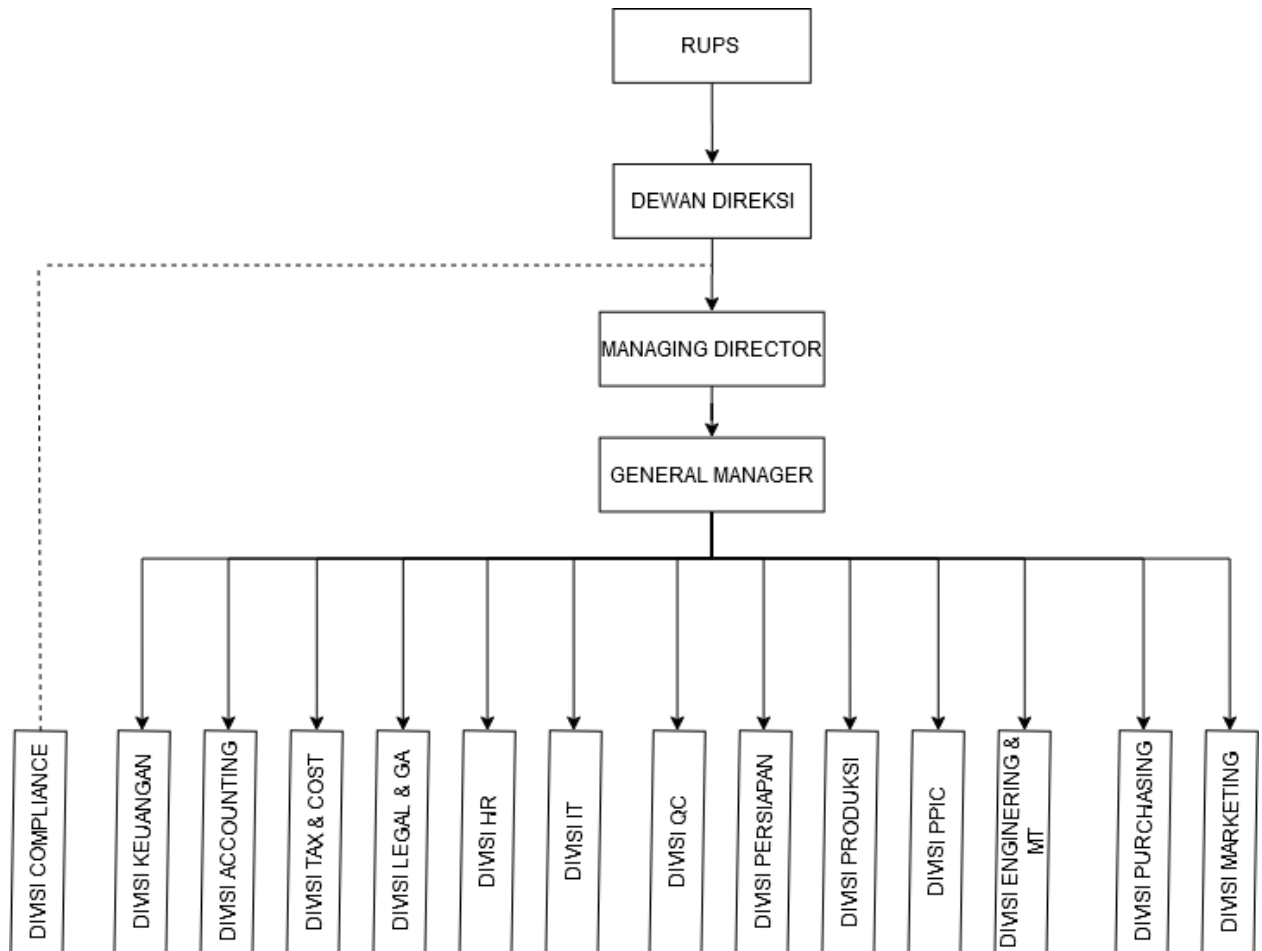 RUPS
DEWAN DIREKSI
MANAGING DIRECTOR
GENERAL MANAGER
DIVISI COMPLIANCE
DIVISI KEUANGAN
DIVISI ACCOUNTING
DIVISI TAX & COST
DIVISI LEGAL & GA
DIVISI HR
DIVISI IT
DIVISI QC
DIVISI PERSIAPAN
DIVISI PRODUKSI
DIVISI PPIC
DIVISI ENGINERING &
MT
DIVISI PURCHASING
DIVISI MARKETING